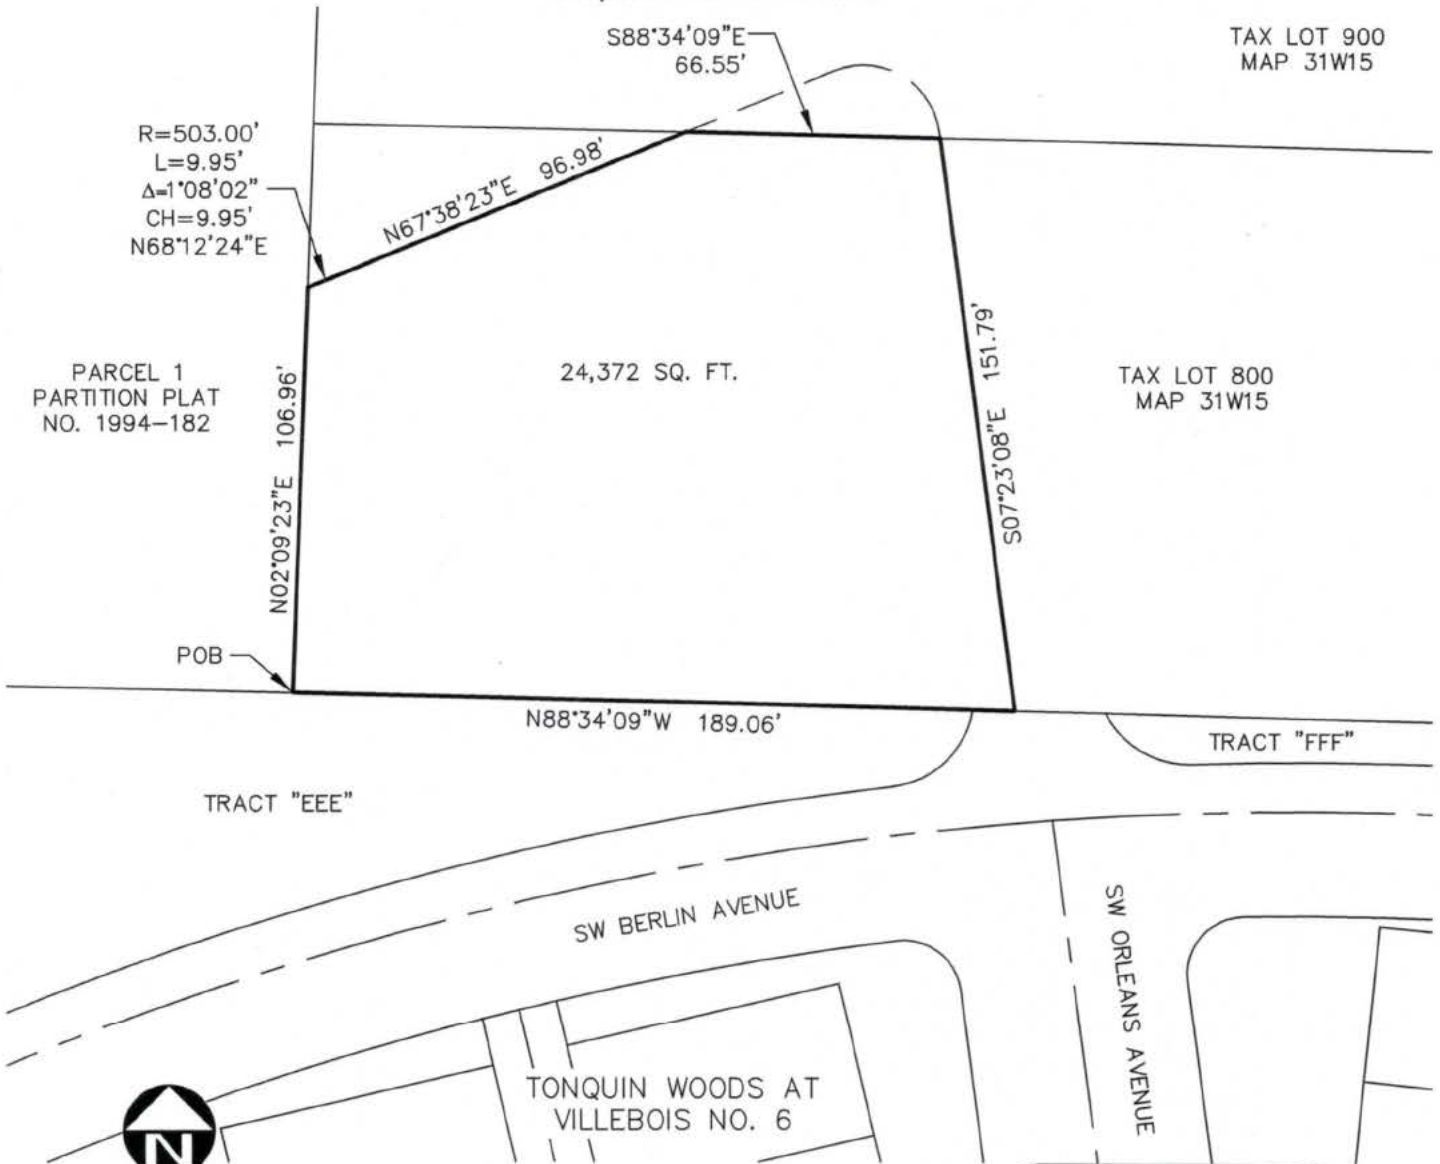 S88°34'09"E
66.55'
TAX LOT 900
MAP 31W15
R=503.00'
L=9.95'
Δ=1°08'02"
CH=9.95'
N68°12'24"E
N67°38'23"E 96.98'
PARCEL 1
PARTITION PLAT
NO. 1994-182
N02°09'23"E 106.96'
24,372 SQ. FT.
S07°23'08"E 151.79'
TAX LOT 800
MAP 31W15
POB
N88°34'09"W 189.06'
TRACT "EEE"
TRACT "FFF"
SW BERLIN AVENUE
SW ORLEANS AVENUE
TONQUIN WOODS AT
VILLEBOIS NO. 6
N